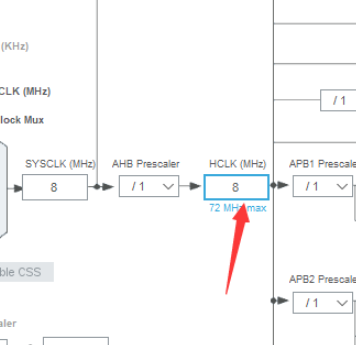 (KHz)
CLK (MHz)
lock Mux
/ 1
SYSCLK (MHz) AHB Prescaler HCLK (MHz) APB1 Prescale
8 / 1 8 / 1
72 MHz max
ble CSS
APB2 Prescale
/ 1
aler